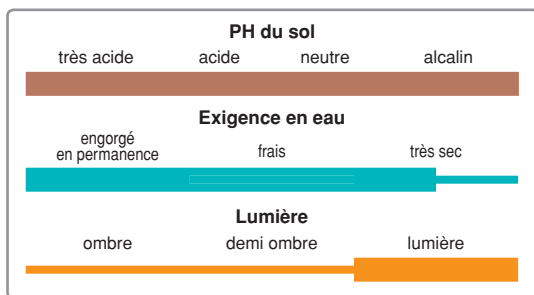 PH du sol
très acide acide neutre alcalin
Exigence en eau
engorgé
en permanence frais très sec
Lumière
ombre demi ombre lumière